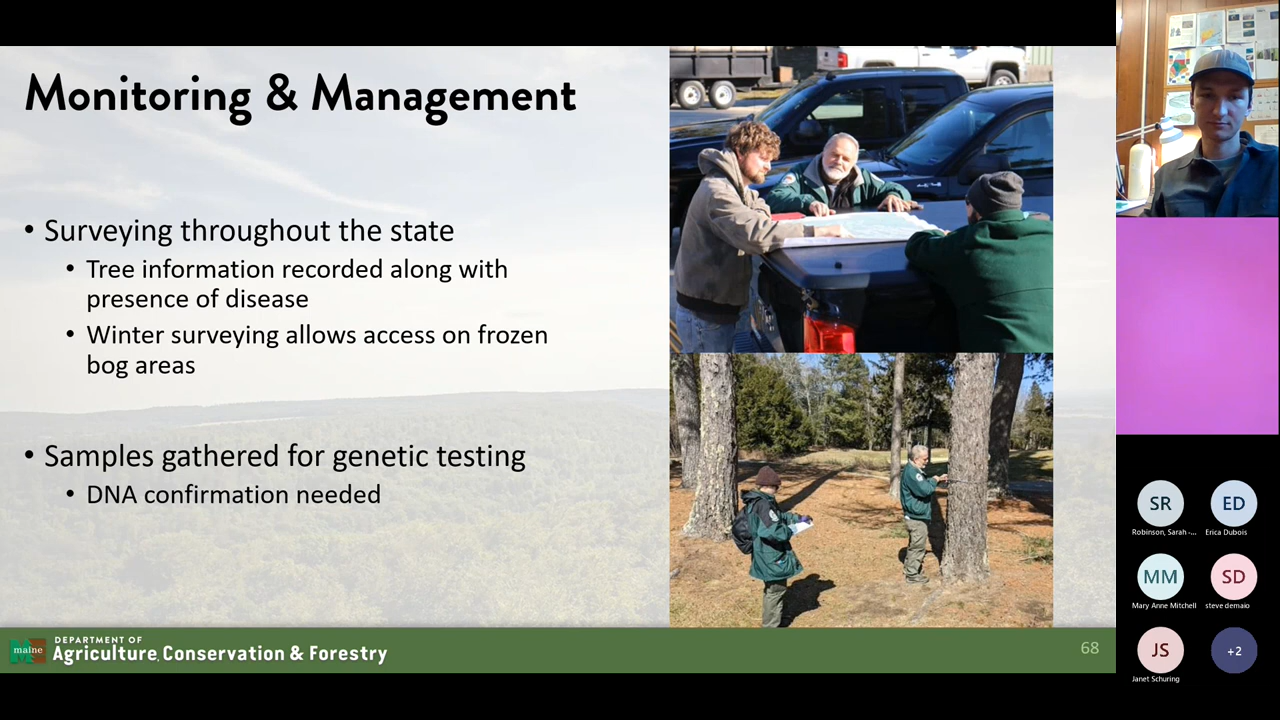 Monitoring & Management
• Surveying throughout the state
• Tree information recorded along with
presence of disease
• Winter surveying allows access on frozen
bog areas
• Samples gathered for genetic testing
• DNA confirmation needed
maine
DEPARTMENT OF
Agriculture, Conservation & Forestry
68
SR
ED
Robinson, Sarah -...
Erica Dubois
MM
SD
Mary Anne Mitchell
steve demaio
JS
+2
Janet Schuring